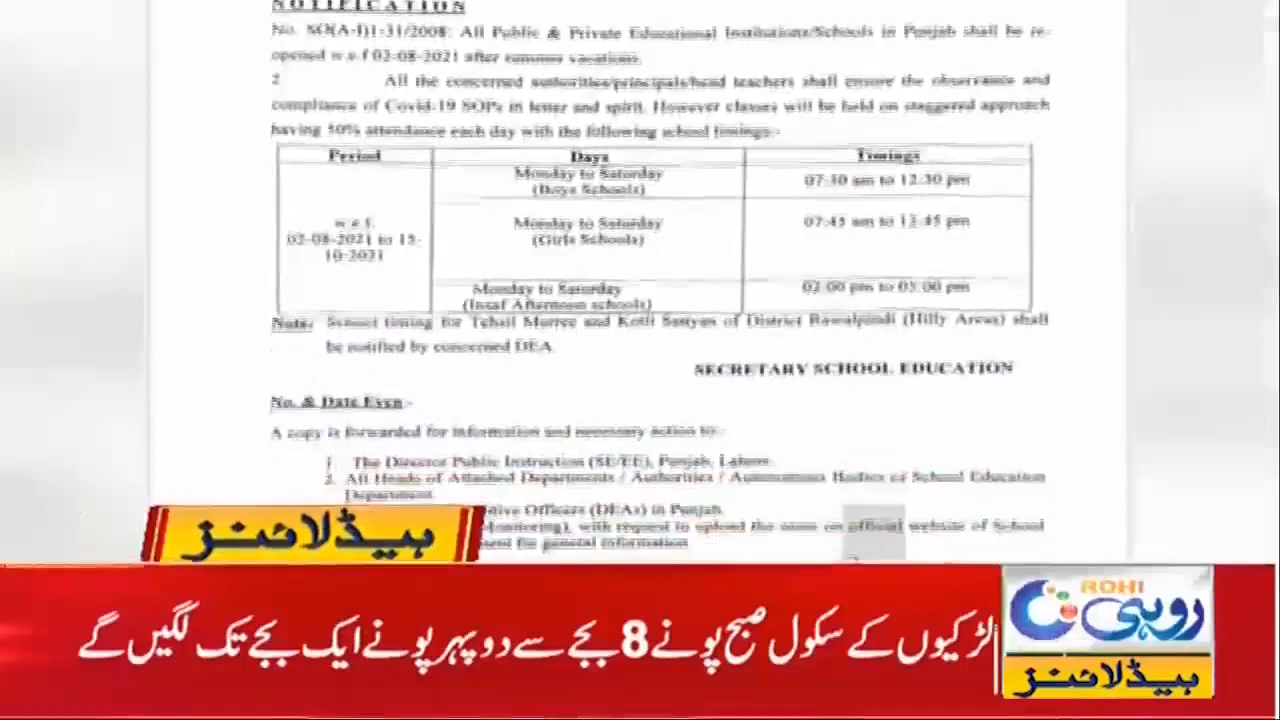 NOTIFICATION
No. SO(A-I)1-31/2008: All Public & Private Educational Institutions/Schools in Punjab shall be re-
opened w.e.f 02-08-2021 after summer vacations.
2. All the concerned authorities/principals/head teachers shall ensure the observance and
compliance of Covid-19 SOPs in letter and spirit. However classes will be held on staggered approach
having 50% attendance each day with the following school timings:-
Period Days Timings
Monday to Saturday
(Boys Schools)
07:30 am to 12:30 pm
w.e.f.
02-08-2021 to 15-
10-2021
Monday to Saturday
(Girls Schools)
07:45 am to 12:45 pm
Monday to Saturday
(Insaf Afternoon schools)
02:00 pm to 05:00 pm
Note: School timing for Tehsil Murree and Kotli Satyan of District Rawalpindi (Hilly Areas) shall
be notified by concerned DEA
SECRETARY SCHOOL EDUCATION
No. & Date Even:-
A copy is forwarded for information and necessary action to:-
1. The Director Public Instruction (SE/EE), Punjab, Lahore.
2. All Heads of Attached Departments / Authorities / Autonomous Bodies of School Education
Department.
Officers (DEAs) in Punjab.
with request to upload the same on official website of School
for general information
ہیڈلائنز
لڑکیوں کے سکول صبح پونے 8 بجے سے دوپہر پونے ایک بجے تک لگیں گے
ROHI
روہی
ہیڈلائنز